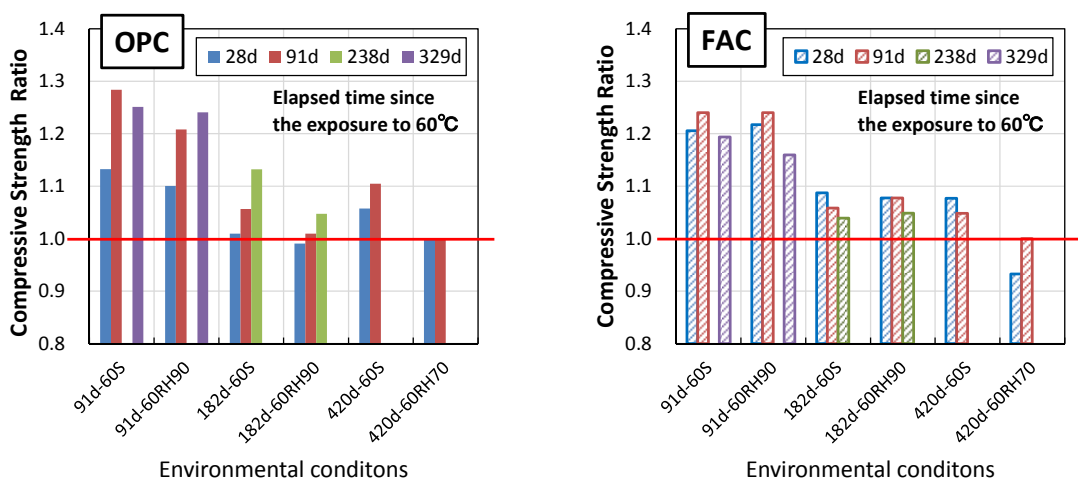 OPC
28d 91d 238d 329d
Elapsed time since
the exposure to 60℃
Compressive Strength Ratio
1.4
1.3
1.2
1.1
1.0
0.9
0.8
91d-60S
91d-60RH90
182d-60S
182d-60RH90
420d-60S
420d-60RH70
Environmental conditons
FAC
28d 91d 238d 329d
Elapsed time since
the exposure to 60℃
Compressive Strength Ratio
1.4
1.3
1.2
1.1
1.0
0.9
0.8
91d-60S
91d-60RH90
182d-60S
182d-60RH90
420d-60S
420d-60RH70
Environmental conditons